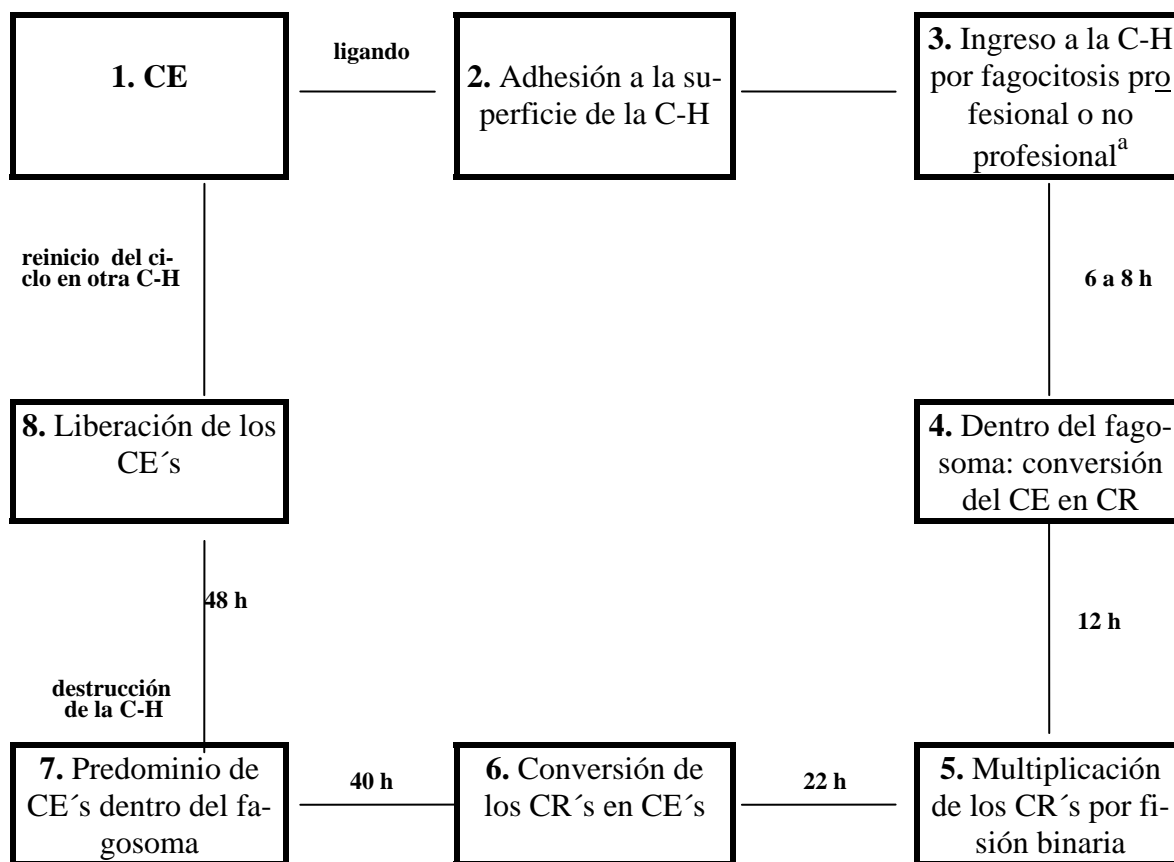 1. CE
ligando
2. Adhesión a la su-
perficie de la C-H
3. Ingreso a la C-H
por fagocitosis pro
fesional o no
profesionalᵃ
6 a 8 h
4. Dentro del fago-
soma: conversión
del CE en CR
12 h
5. Multiplicación
de los CR´s por fi-
sión binaria
22 h
6. Conversión de
los CR´s en CE´s
40 h
7. Predominio de
CE´s dentro del fa-
gosoma
48 h
destrucción
de la C-H
8. Liberación de los
CE´s
reinicio del ci-
clo en otra C-H